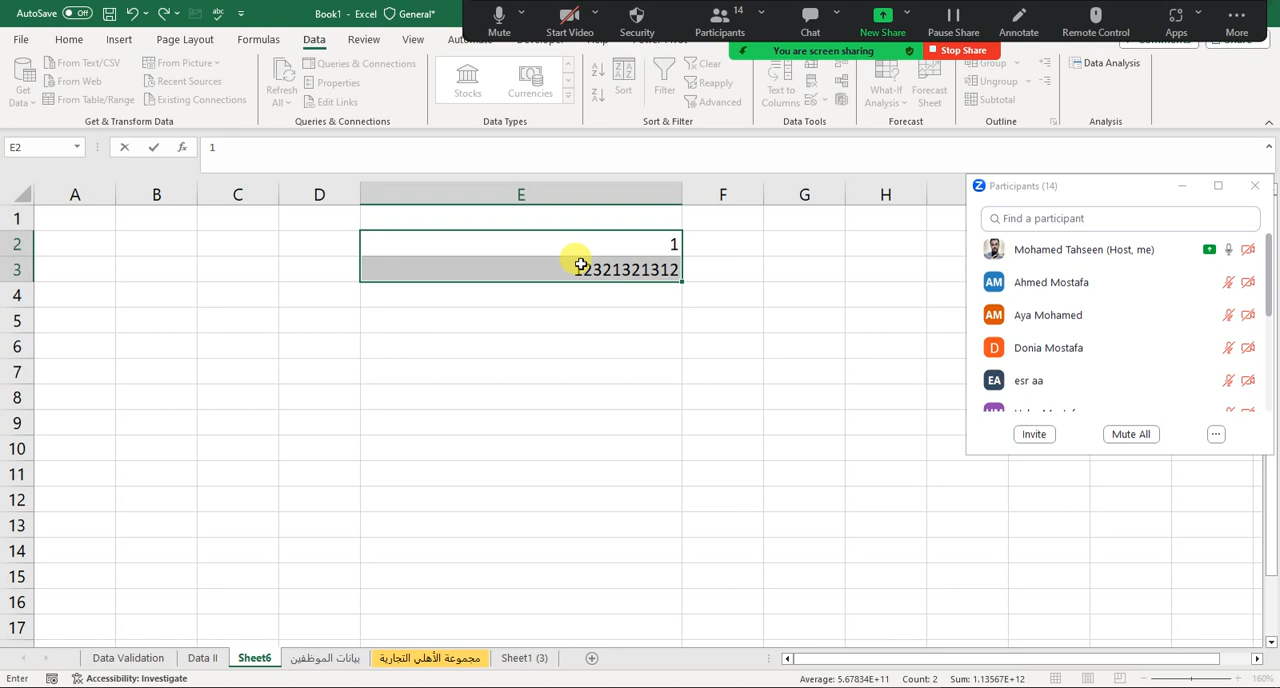 AutoSave Off Book1 - Excel General*
Mute Start Video Security 14 Participants Chat New Share Pause Share Annotate Remote Control Apps More
You are screen sharing Stop Share
File Home Insert Page Layout Formulas Data Review View
Get Data From Text/CSV From Picture Refresh All Queries & Connections Stocks Currencies Sort Filter Clear Text to Columns What-If Analysis Forecast Sheet Group Data Analysis
From Web Recent Sources Properties Reapply Ungroup
From Table/Range Existing Connections Edit Links Advanced Subtotal
Get & Transform Data Queries & Connections Data Types Sort & Filter Data Tools Forecast Outline Analysis
E2 fx 1
A B C D E F G H
1
2 1
3 12321321312
4
5
6
7
8
9
10
11
12
13
14
15
16
17
Participants (14)
Find a participant
Mohamed Tahseen (Host, me)
AM Ahmed Mostafa
AM Aya Mohamed
D Donia Mostafa
EA esr aa
Invite Mute All
Data Validation Data II Sheet6 بيانات الموظفين مجموعة الأهلي التجارية Sheet1 (3)
Enter Accessibility: Investigate Average: 5.67834E+11 Count: 2 Sum: 1.13567E+12 160%